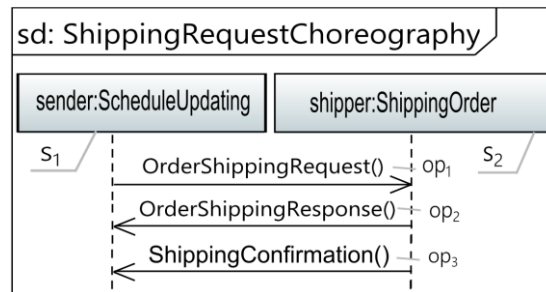 sd: ShippingRequestChoreography
sender:ScheduleUpdating
shipper:ShippingOrder
s1
s2
OrderShippingRequest() op1
OrderShippingResponse() op2
ShippingConfirmation() op3